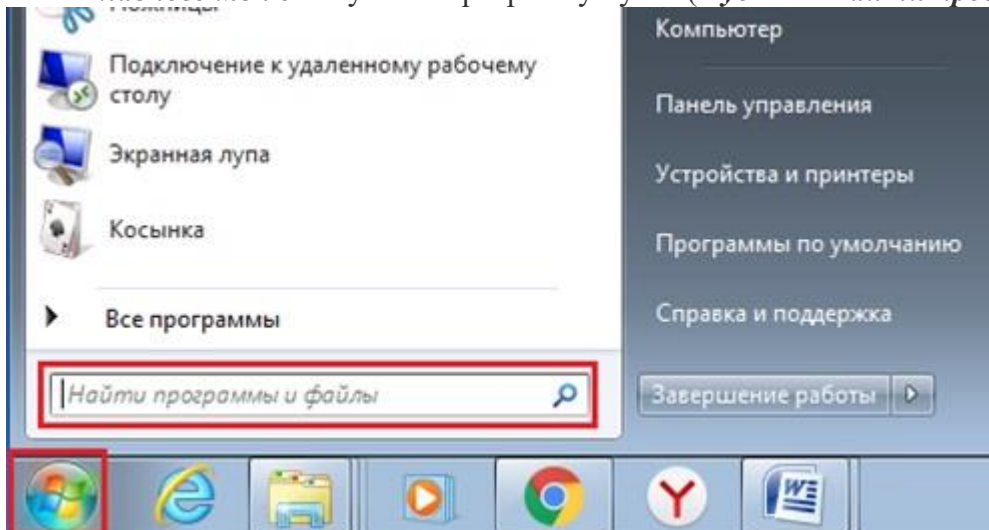 Ножницы
Подключение к удаленному рабочему
столу
Экранная лупа
Косынка
Все программы
Найти программы и файлы
Компьютер
Панель управления
Устройства и принтеры
Программы по умолчанию
Справка и поддержка
Завершение работы